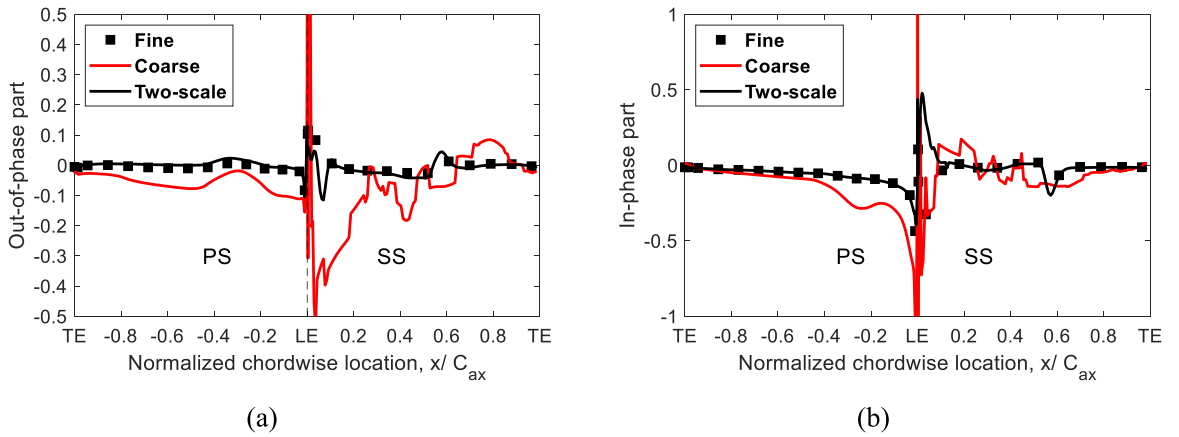 Out-of-phase part
0.5
0.4
0.3
0.2
0.1
0
-0.1
-0.2
-0.3
-0.4
-0.5
Fine
Coarse
Two-scale
PS
SS
TE -0.8 -0.6 -0.4 -0.2 LE 0.2 0.4 0.6 0.8 TE
Normalized chordwise location, x/ C_ax
(a)
In-phase part
1
0.5
0
-0.5
-1
Fine
Coarse
Two-scale
PS
SS
TE -0.8 -0.6 -0.4 -0.2 LE 0.2 0.4 0.6 0.8 TE
Normalized chordwise location, x/ C_ax
(b)